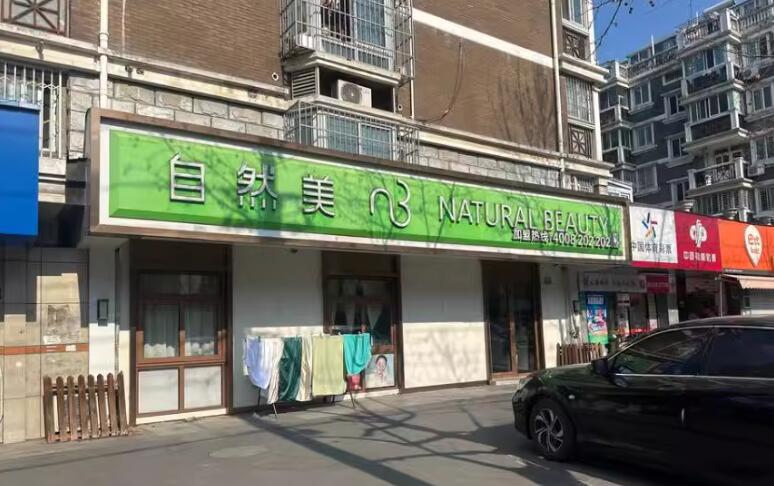 自然美 NB NATURAL BEAUTY
加盟热线:4008 202 202
中国体育彩票
中国福利彩票